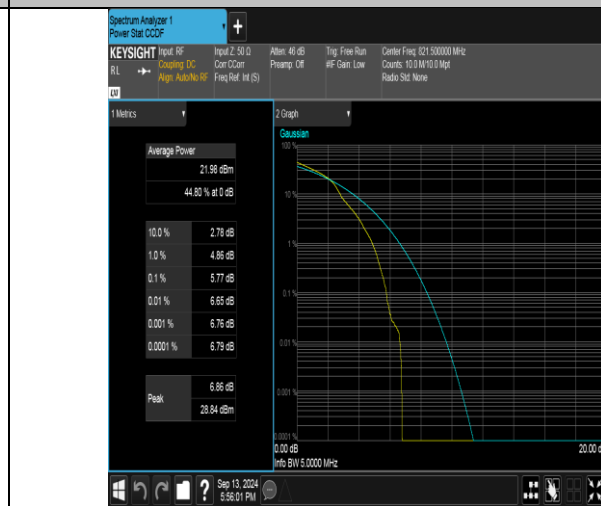 Spectrum Analyzer 1
Power Stat CCDF
+
KEYSIGHT
Input: RF
Coupling: DC
Align: Auto/No RF
Input Z: 50 Ω
Corr CCorr
Freq Ref: Int (S)
Atten: 46 dB
Preamp: Off
Trig: Free Run
#IF Gain: Low
Center Freq: 821.500000 MHz
Counts: 10.0 M/10.0 Mpt
Radio Std: None
RL
LXI
1 Metrics
Average Power
21.98 dBm
44.80 % at 0 dB
10.0 % 2.78 dB
1.0 % 4.86 dB
0.1 % 5.77 dB
0.01 % 6.65 dB
0.001 % 6.76 dB
0.0001 % 6.79 dB
Peak
6.86 dB
28.84 dBm
2 Graph
Gaussian
100 %
10 %
1 %
0.1 %
0.01 %
0.001 %
0.0001 %
0.00 dB
20.00 d
Info BW 5.0000 MHz
?
Sep 13, 2024
5:56:01 PM